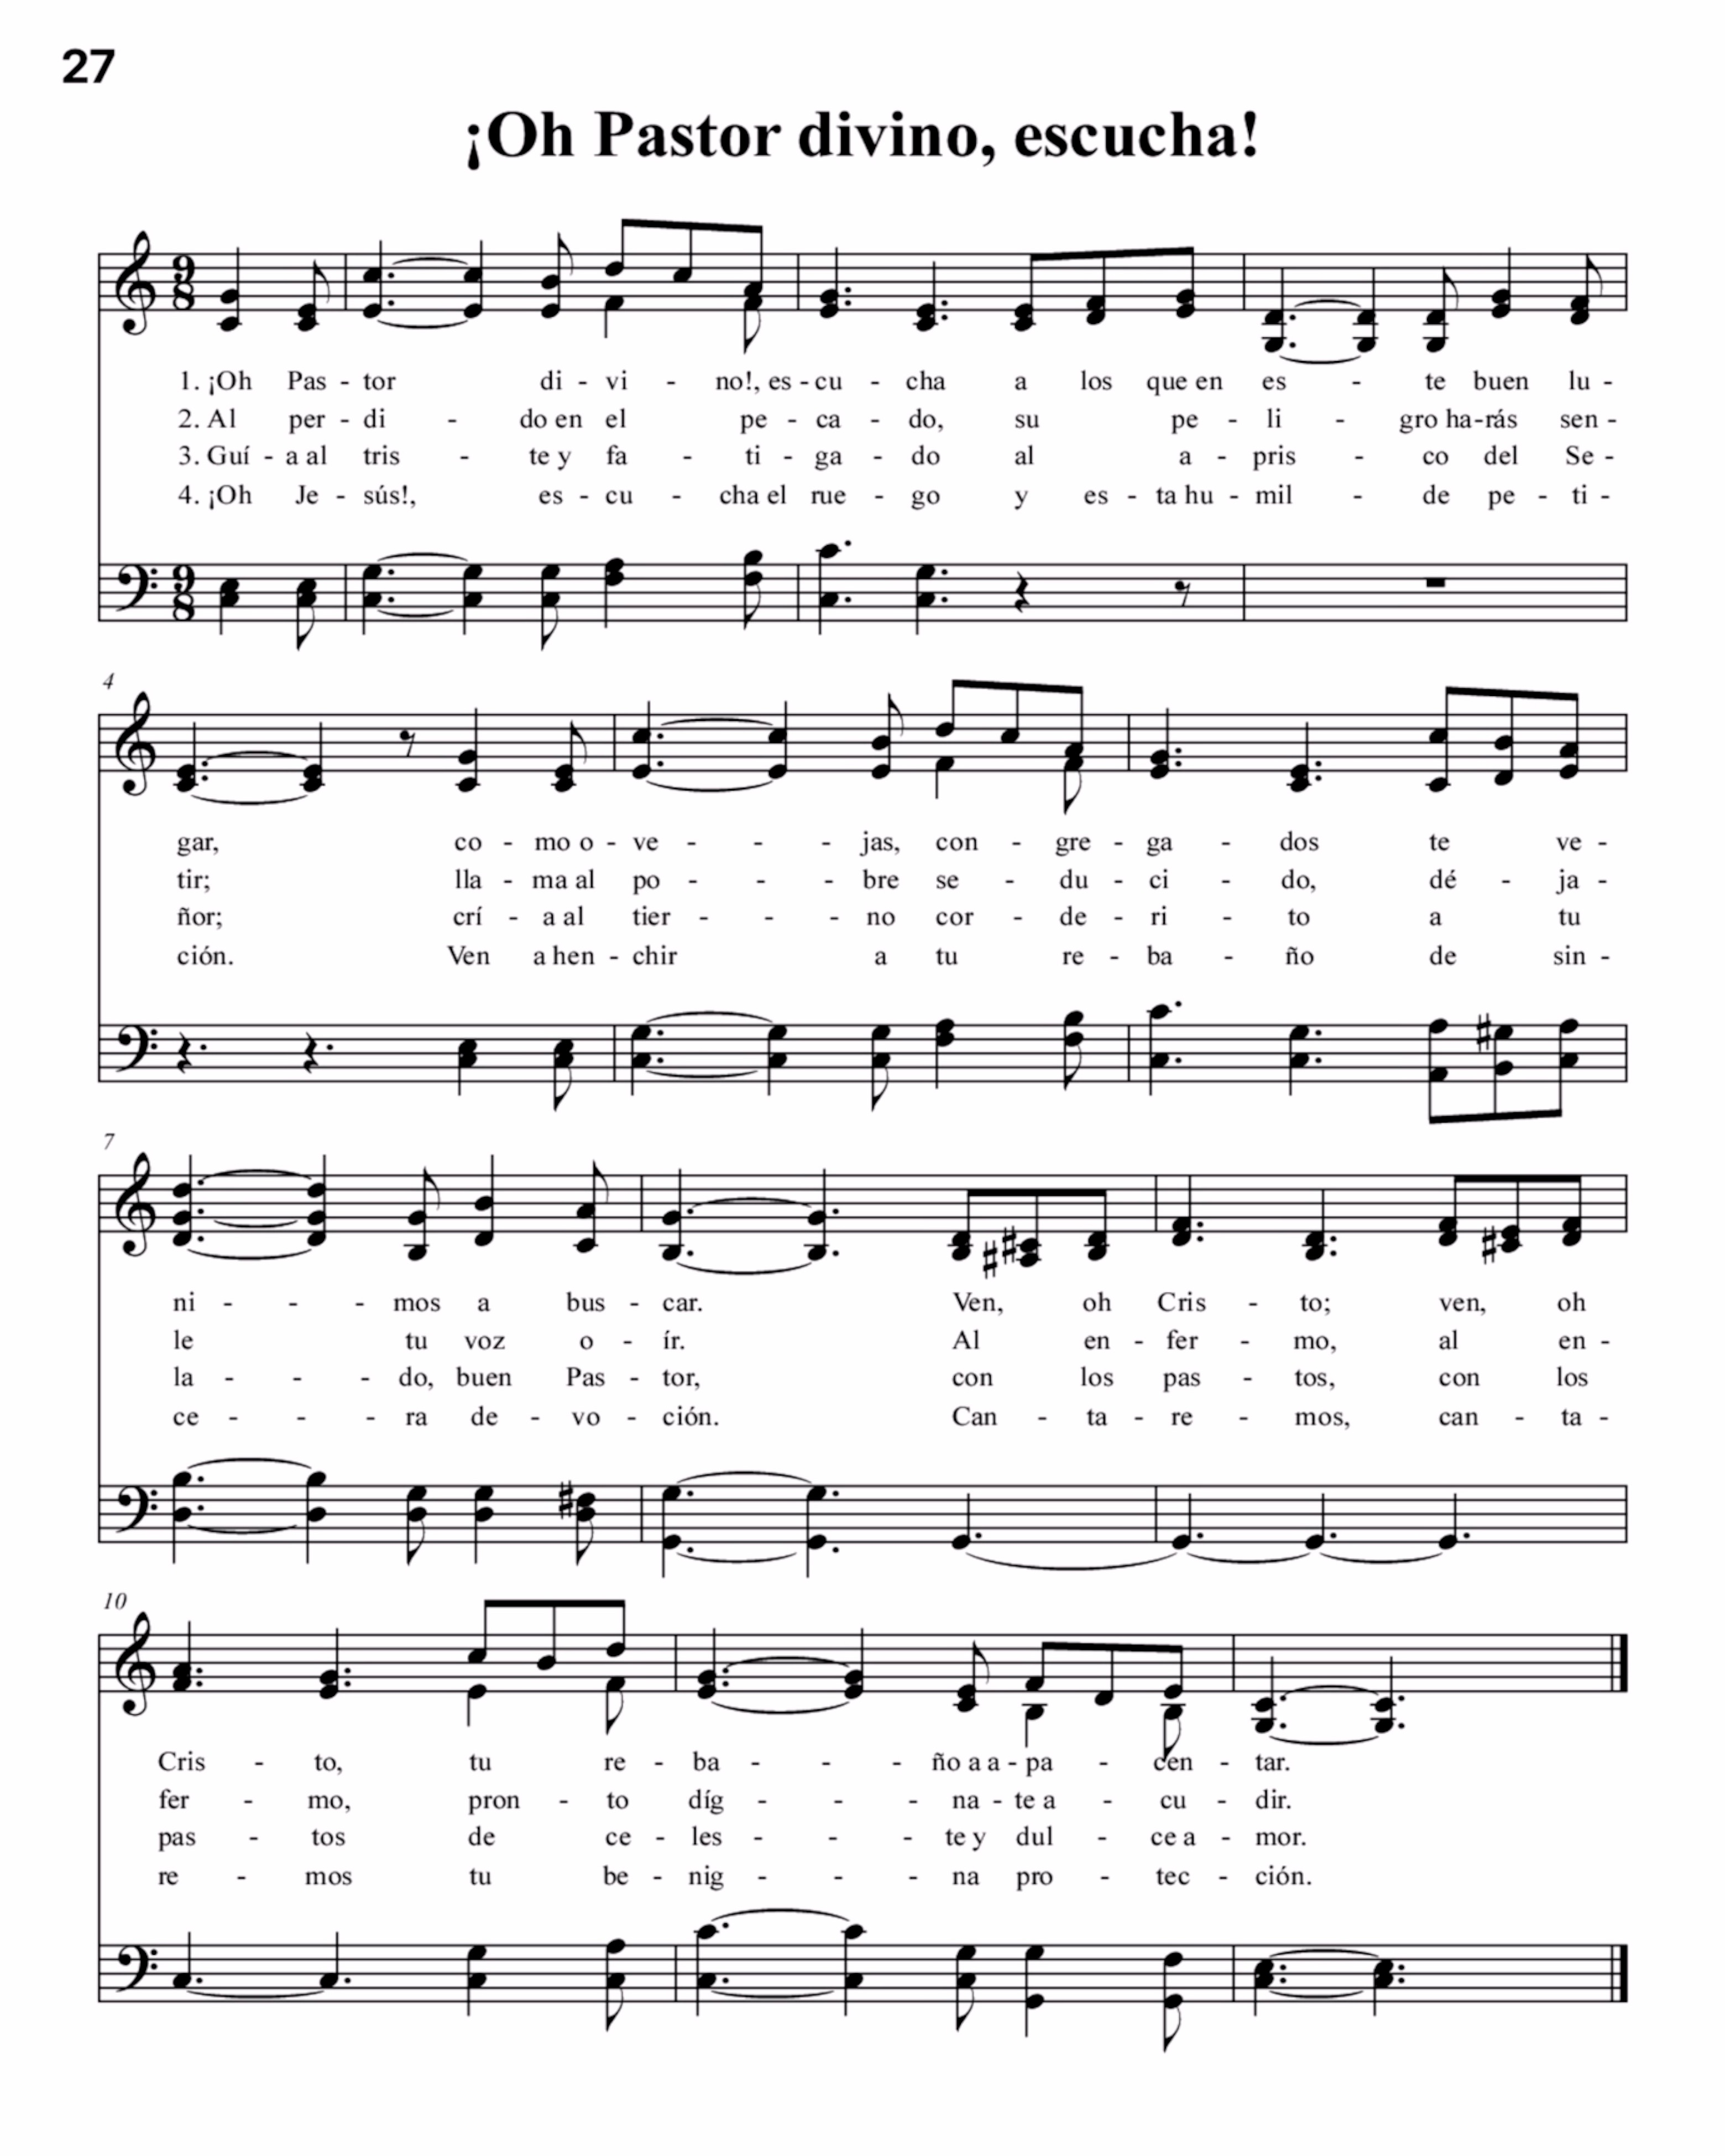 27
¡Oh Pastor divino, escucha!
9 8
1. ¡Oh Pas - tor di - vi - no!, es - cu - cha a los que en es - te buen lu -
2. Al per - di - do en el pe - ca - do, su pe - li - gro ha - rás sen -
3. Guí - a al tris - te y fa - ti - ga - do al a - pris - co del Se -
4. ¡Oh Je - sús!, es - cu - cha el rue - go y es - ta hu - mil - de pe - ti -
9 8
4
gar, co - mo o - ve - - - jas, con - gre - ga - dos te ve -
tir; lla - ma al po - - - bre se - du - ci - do, dé - ja -
ñor; crí - a al tier - - - no cor - de - ri - to a tu
ción. Ven a hen - chir a tu re - ba - ño de sin -
7
ni - - - mos a bus - car. Ven, oh Cris - to; ven, oh
le tu voz o - ír. Al en - fer - mo, al en -
la - - - do, buen Pas - tor, con los pas - tos, con los
ce - - - ra de - vo - ción. Can - ta - re - mos, can - ta -
10
Cris - to, tu re - ba - - - ño a a - pa - cen - tar.
fer - mo, pron - to díg - - - na - te a - cu - dir.
pas - tos de ce - les - - - te y dul - ce a - mor.
re - mos tu be - nig - - - na pro - tec - ción.